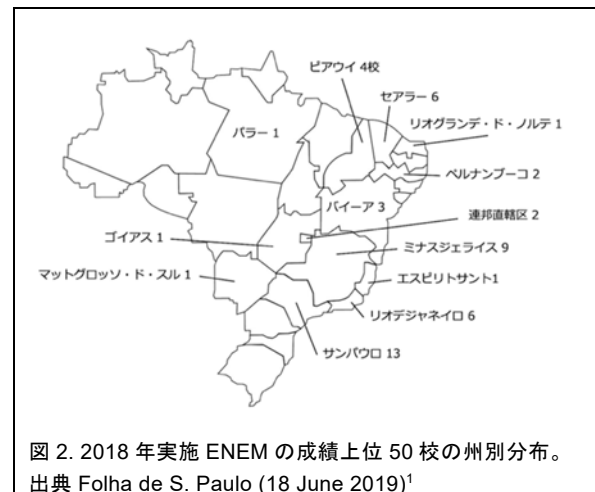 ピアウイ 4校
セアラー 6
リオグランデ・ド・ノルテ 1
パラー 1
ペルナンブーコ 2
バイーア 3
連邦直轄区 2
ゴイアス 1
ミナスジェライス 9
マットグロッソ・ド・スル 1
エスピリトサント1
リオデジャネイロ 6
サンパウロ 13
図 2. 2018 年実施 ENEM の成績上位 50 校の州別分布。
出典 Folha de S. Paulo (18 June 2019)¹